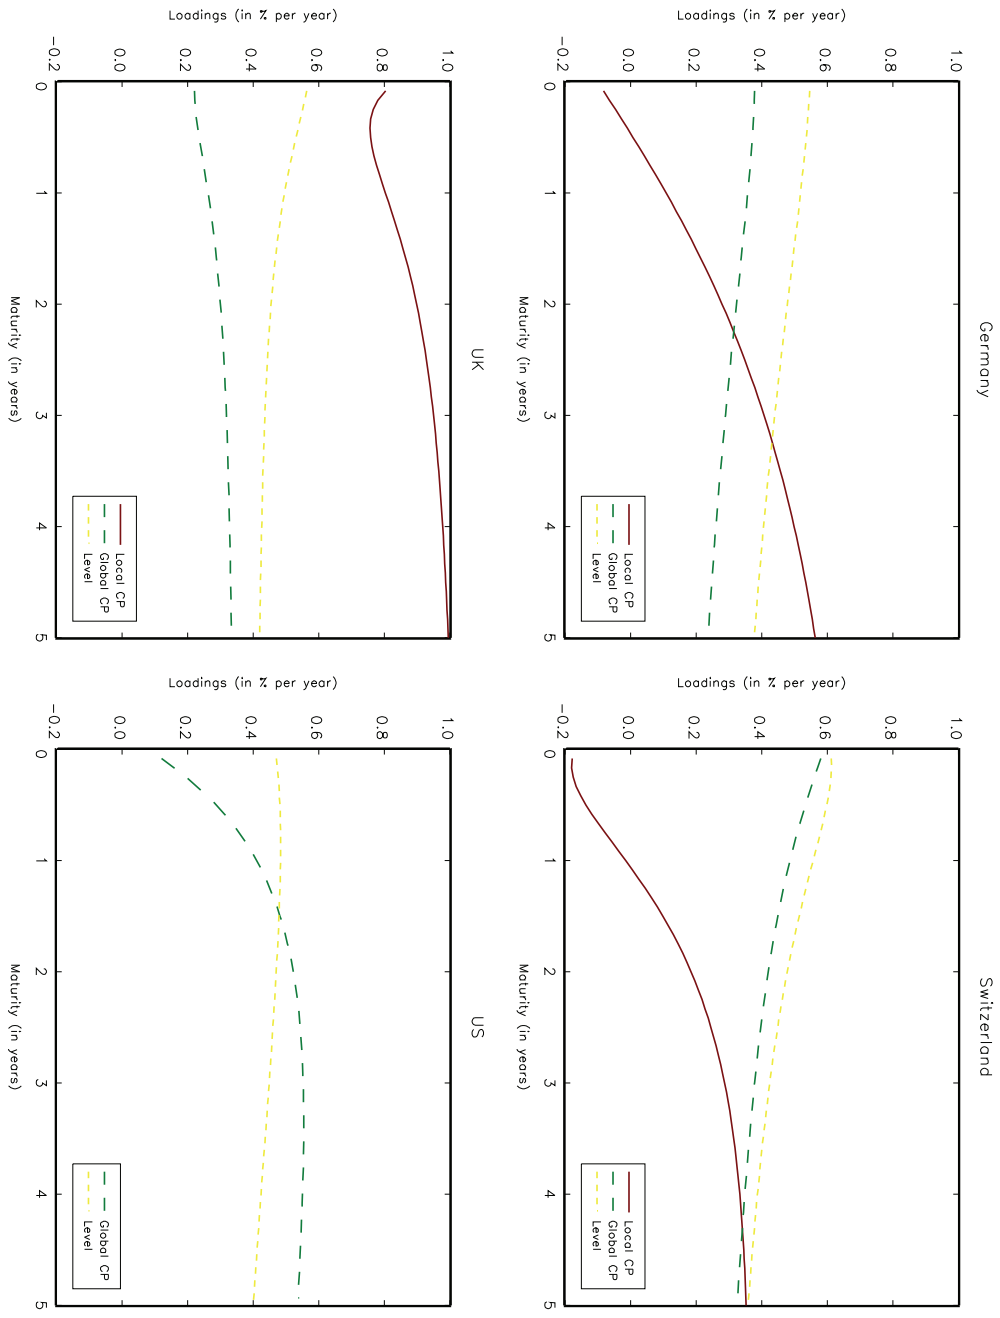 Germany
Loadings (in % per year)
1.0
0.8
0.6
0.4
0.2
0.0
-0.2
0 1 2 3 4 5
Maturity (in years)
Local CP
Global CP
Level
Switzerland
Loadings (in % per year)
1.0
0.8
0.6
0.4
0.2
0.0
-0.2
0 1 2 3 4 5
Maturity (in years)
Local CP
Global CP
Level
UK
Loadings (in % per year)
1.0
0.8
0.6
0.4
0.2
0.0
-0.2
0 1 2 3 4 5
Maturity (in years)
Local CP
Global CP
Level
US
Loadings (in % per year)
1.0
0.8
0.6
0.4
0.2
0.0
-0.2
0 1 2 3 4 5
Maturity (in years)
Global CP
Level